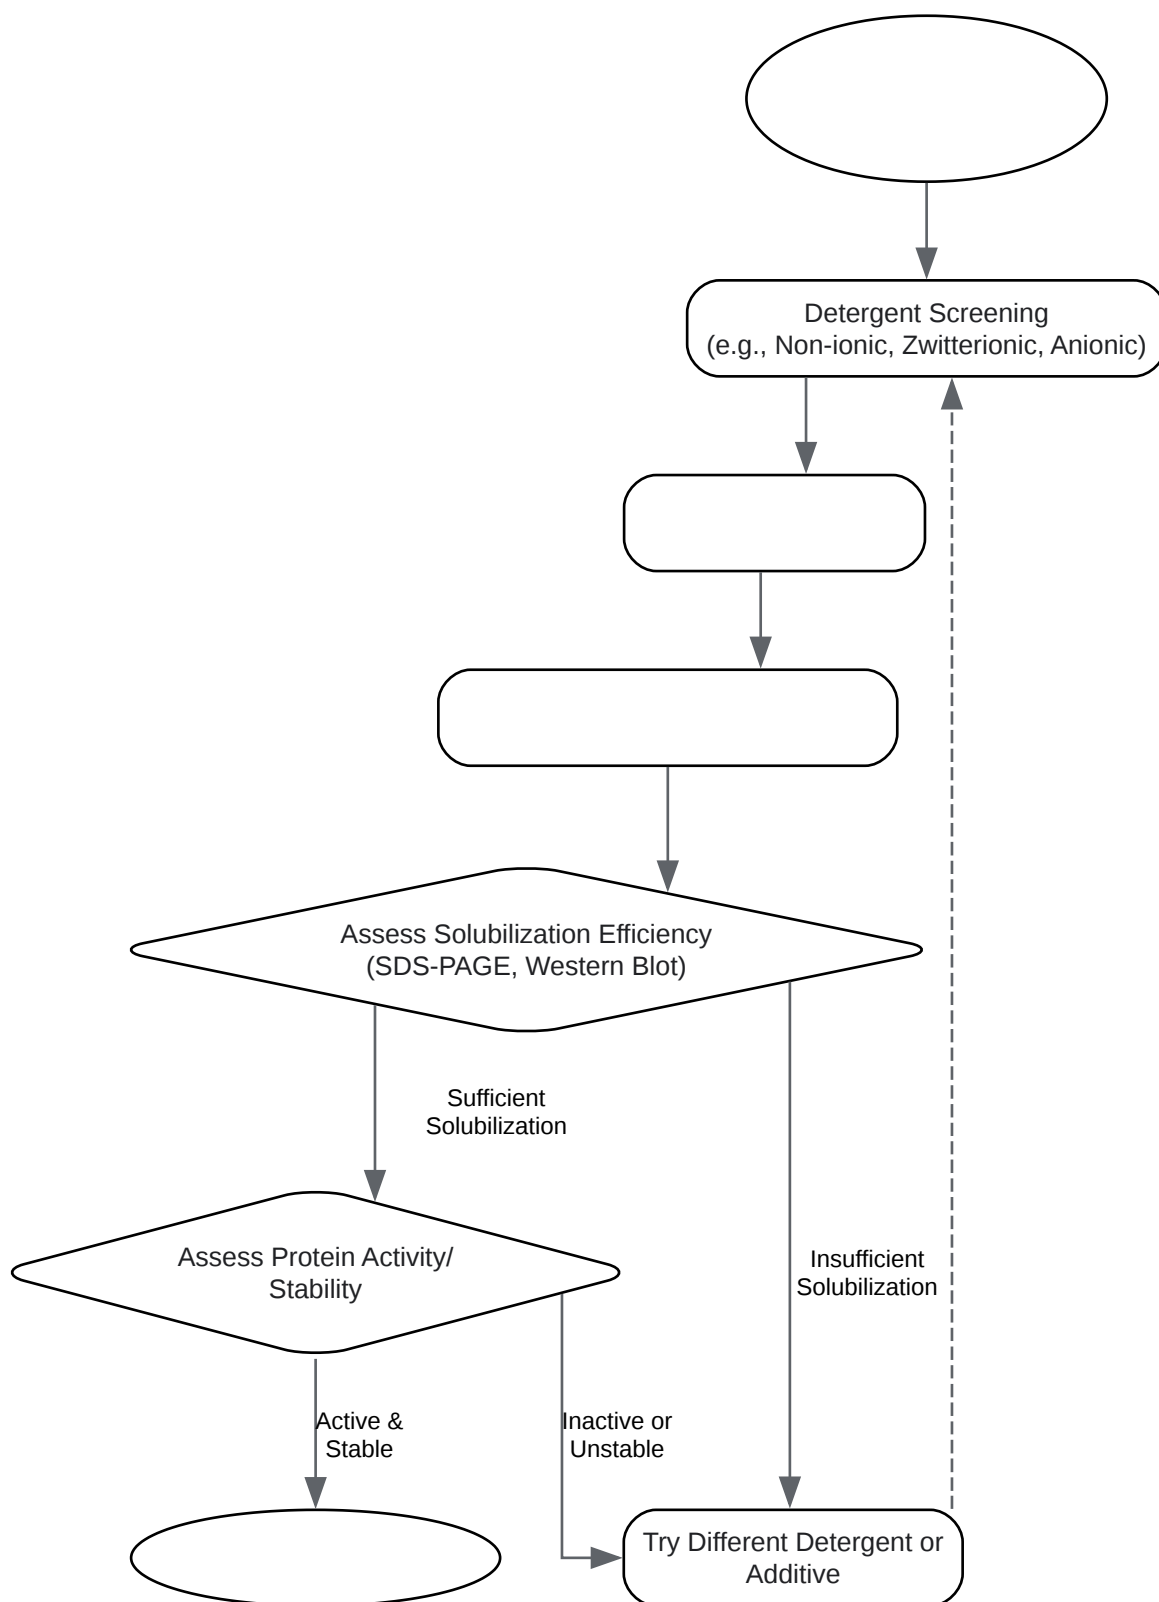 Detergent Screening
(e.g., Non-ionic, Zwitterionic, Anionic)
Assess Solubilization Efficiency
(SDS-PAGE, Western Blot)
Sufficient
Solubilization
Assess Protein Activity/
Stability
Insufficient
Solubilization
Active &
Stable
Inactive or
Unstable
Try Different Detergent or
Additive